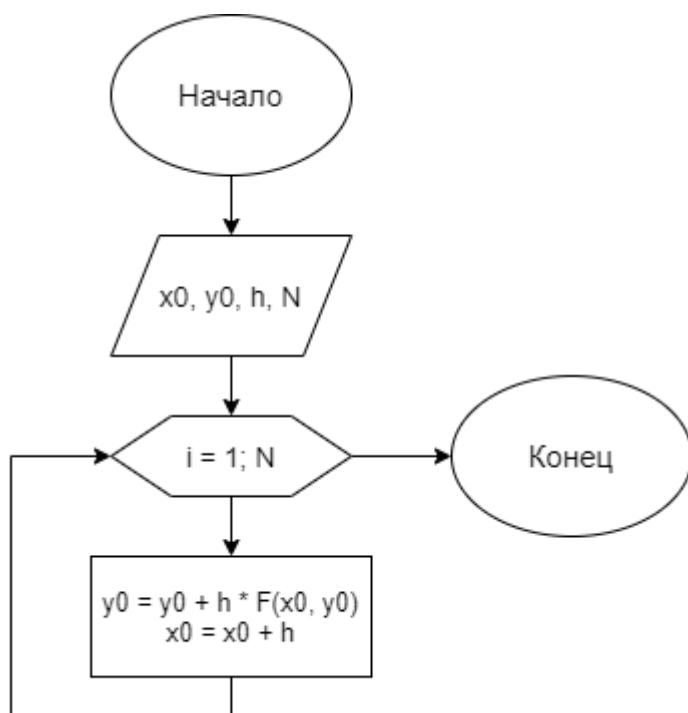 Начало
x0, y0, h, N
i = 1; N
Конец
y0 = y0 + h * F(x0, y0)
x0 = x0 + h